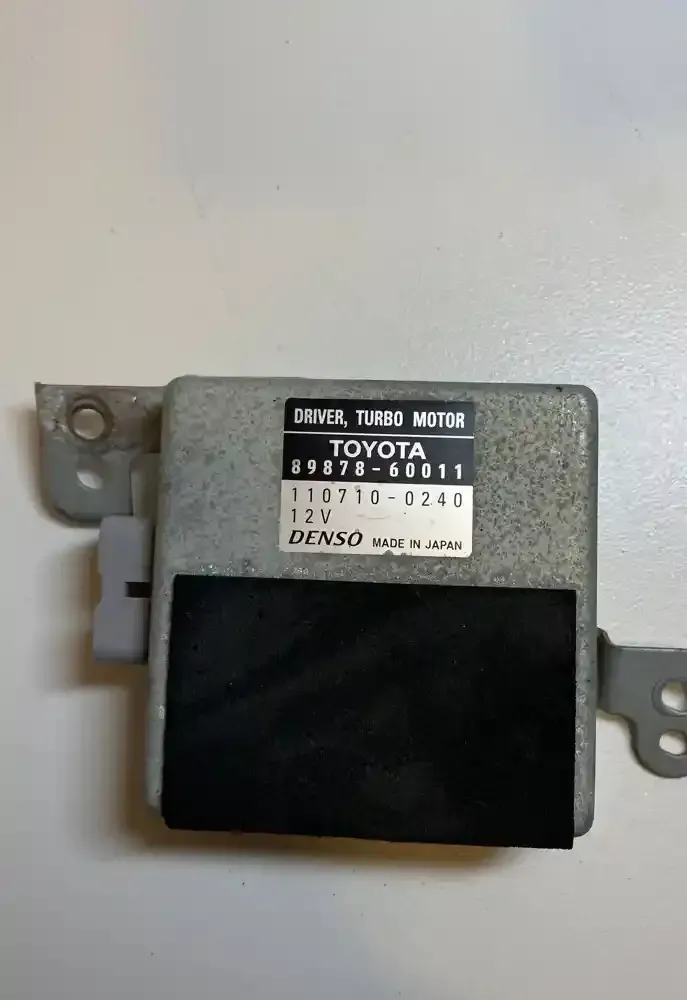 DRIVER, TURBO MOTOR
TOYOTA
89878-60011
110710-0240
12V
DENSO MADE IN JAPAN